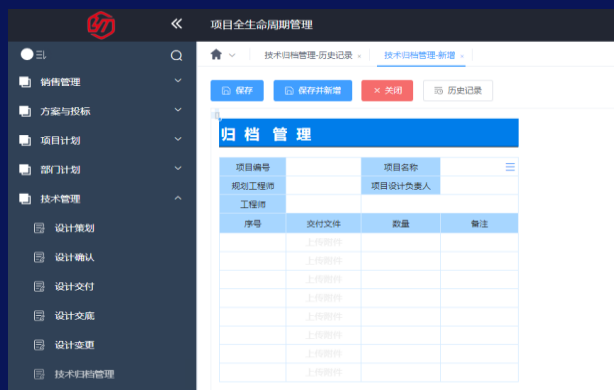 项目全生命周期管理
技术归档管理-历史记录 ×
技术归档管理-新增 ×
销售管理
方案与投标
项目计划
部门计划
技术管理
设计策划
设计确认
设计交付
设计交底
设计变更
技术归档管理
保存 保存并新增 × 关闭 历史记录
归档管理
项目编号 项目名称
规划工程师 项目设计负责人
工程师
序号 交付文件 数量 备注
上传附件
上传附件
上传附件
上传附件
上传附件
上传附件
上传附件
上传附件